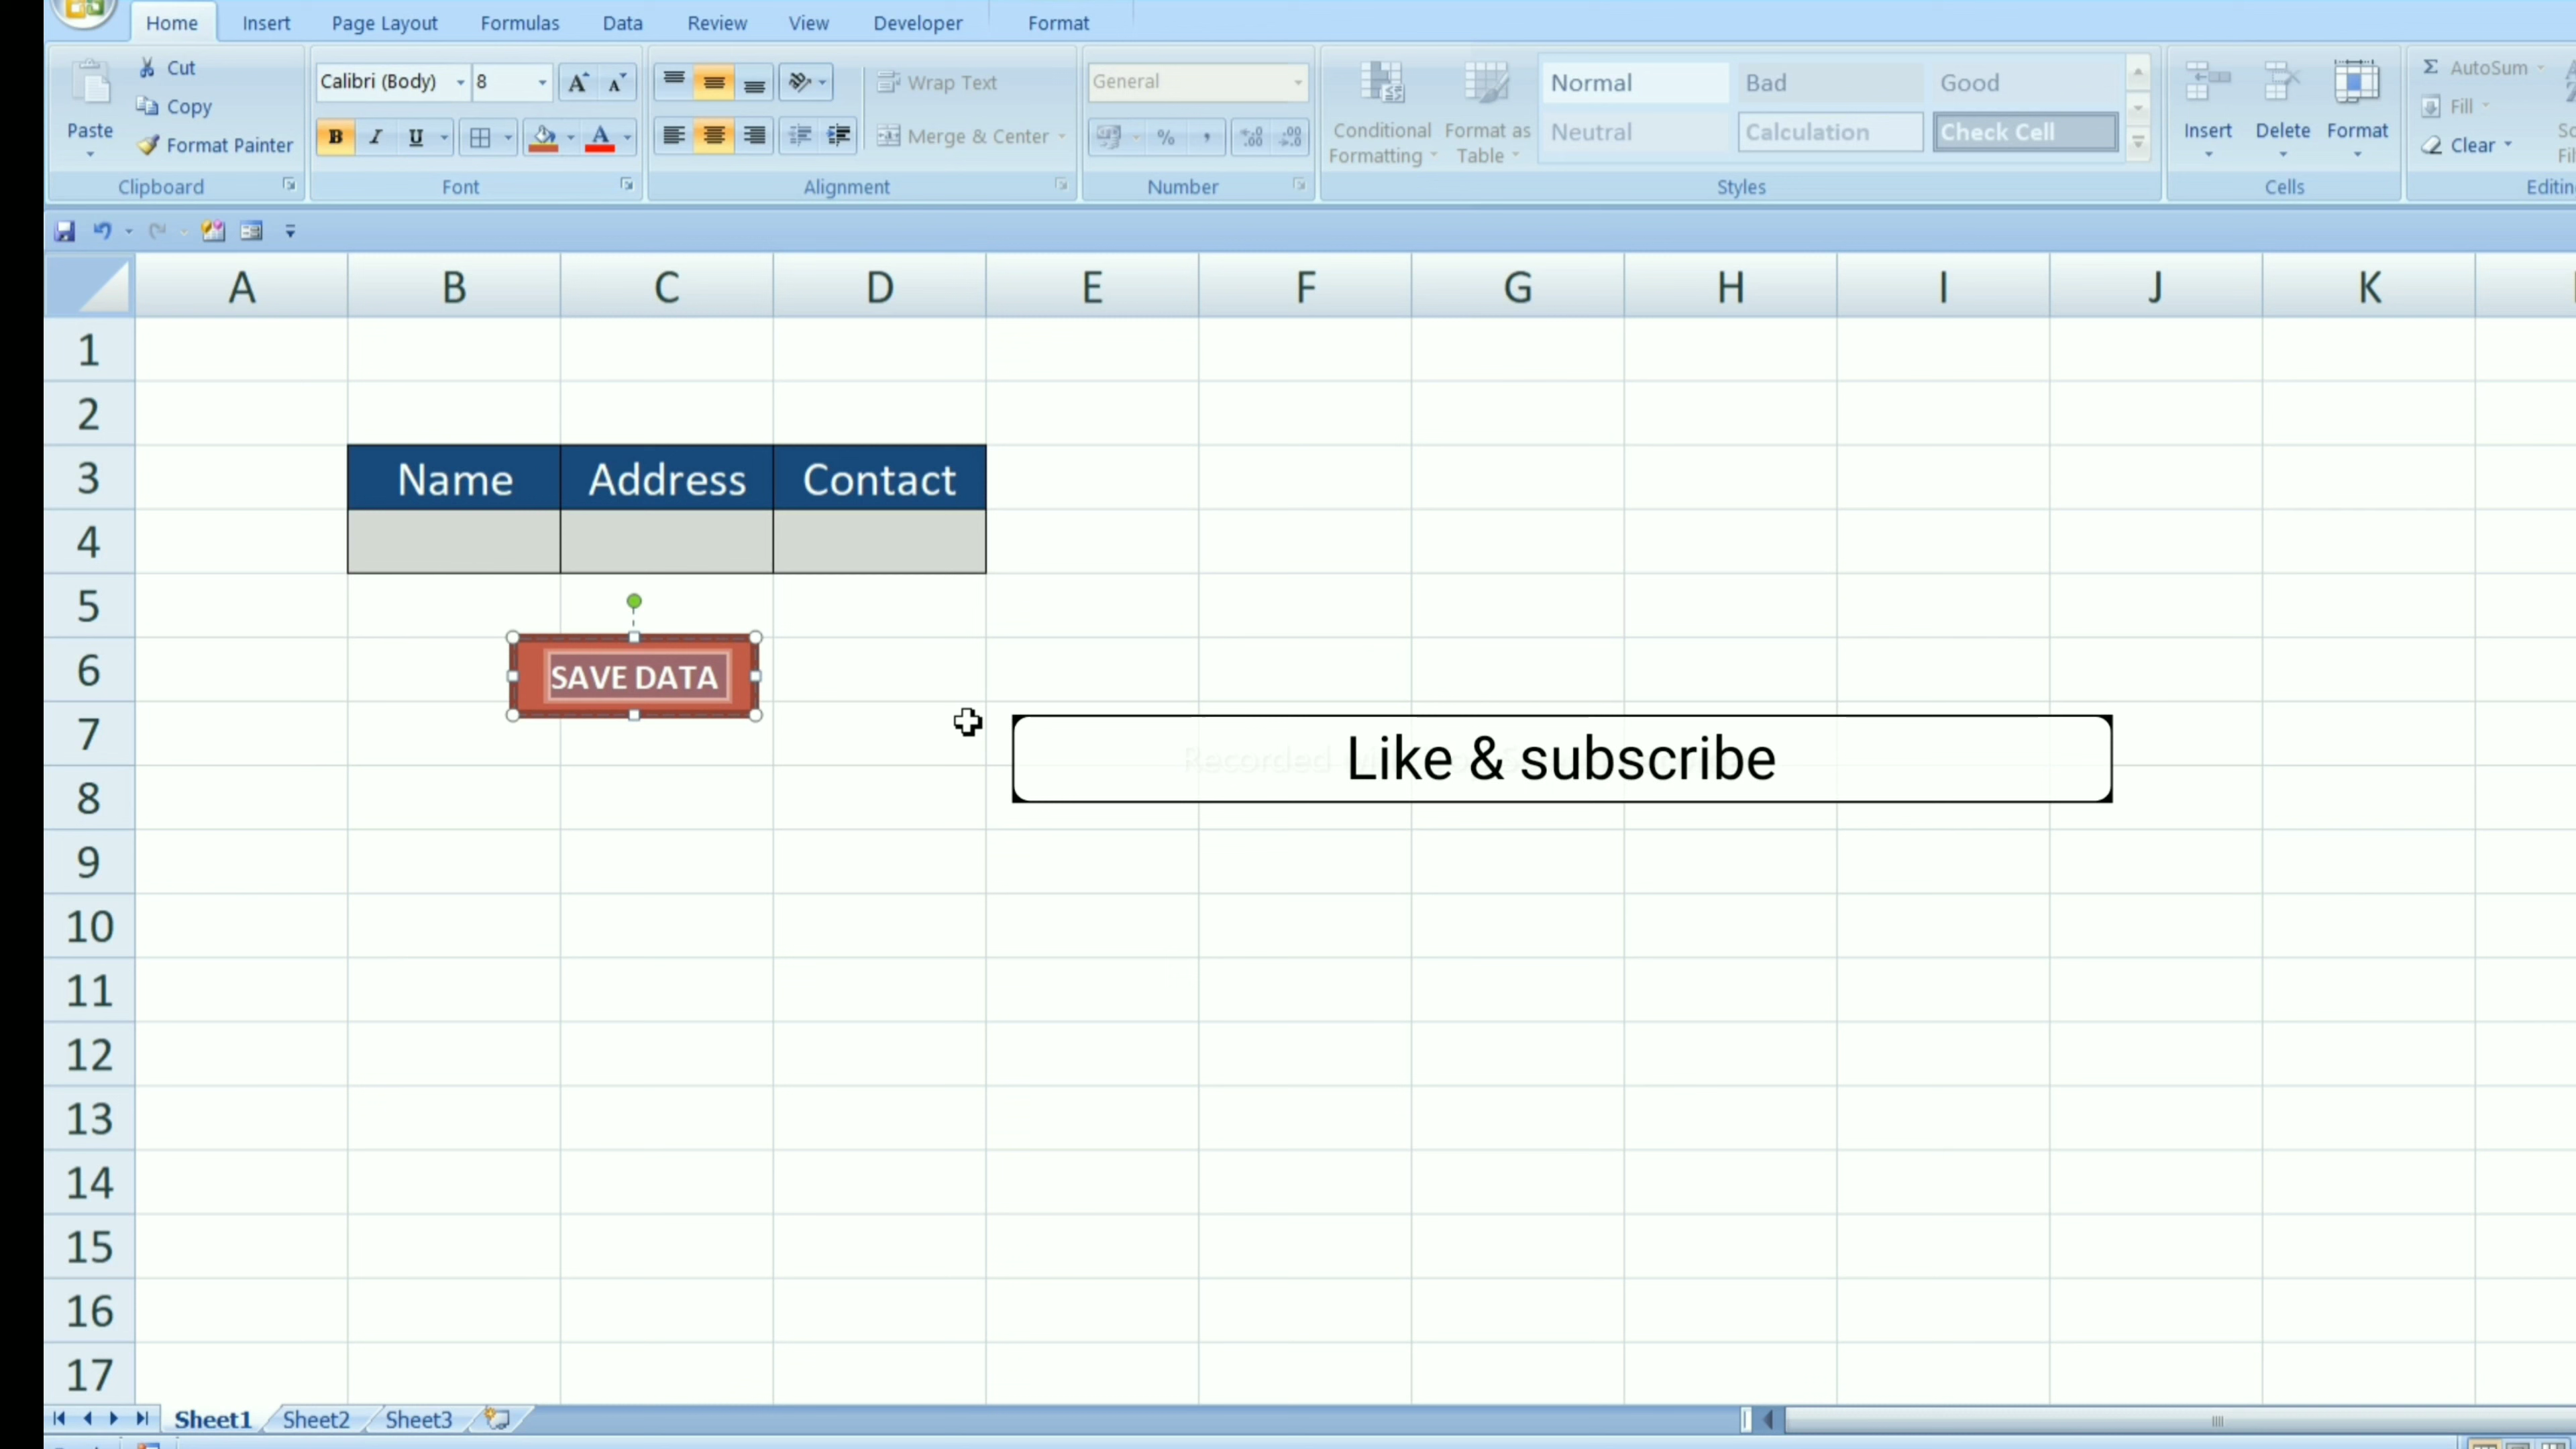 Home Insert Page Layout Formulas Data Review View Developer Format
Cut
Copy
Format Painter
Paste
Clipboard
Calibri (Body) 8
B I U
Font
Wrap Text
Merge & Center
Alignment
General
%
Number
Conditional Formatting
Format as Table
Normal Bad Good
Neutral Calculation Check Cell
Styles
Insert Delete Format
Cells
Σ AutoSum
Fill
Clear
A B C D E F G H I J K
1
2
3 Name Address Contact
4
5
6 SAVE DATA
7
Recorded Like & subscribe
8
9
10
11
12
13
14
15
16
17
Sheet1 Sheet2 Sheet3